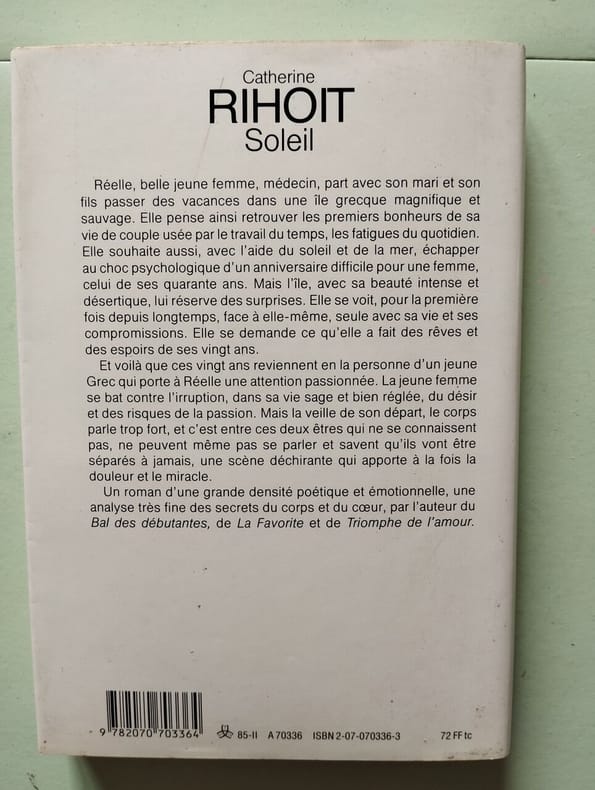 Catherine
RIHOIT
Soleil
Réelle, belle jeune femme, médecin, part avec son mari et son
fils passer des vacances dans une île grecque magnifique et
sauvage. Elle pense ainsi retrouver les premiers bonheurs de sa
vie de couple usée par le travail du temps, les fatigues du quotidien.
Elle souhaite aussi, avec l'aide du soleil et de la mer, échapper
au choc psychologique d'un anniversaire difficile pour une femme,
celui de ses quarante ans. Mais l'île, avec sa beauté intense et
désertique, lui réserve des surprises. Elle se voit, pour la première
fois depuis longtemps, face à elle-même, seule avec sa vie et ses
compromissions. Elle se demande ce qu'elle a fait des rêves et
des espoirs de ses vingt ans.
Et voilà que ces vingt ans reviennent en la personne d'un jeune
Grec qui porte à Réelle une attention passionnée. La jeune femme
se bat contre l'irruption, dans sa vie sage et bien réglée, du désir
et des risques de la passion. Mais la veille de son départ, le corps
parle trop fort, et c'est entre ces deux êtres qui ne se connaissent
pas, ne peuvent même pas se parler et savent qu'ils vont être
séparés à jamais, une scène déchirante qui apporte à la fois la
douleur et le miracle.
Un roman d'une grande densité poétique et émotionnelle, une
analyse très fine des secrets du corps et du cœur, par l'auteur du
Bal des débutantes, de La Favorite et de Triomphe de l'amour.
9 782070 703364
85-II A 70336 ISBN 2-07-070336-3 72 FF tc